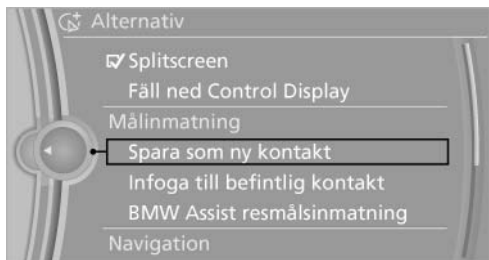 Alternativ
Splitscreen
Fäll ned Control Display
Målinmatning
Spara som ny kontakt
Infoga till befintlig kontakt
BMW Assist resmålsinmatning
Navigation